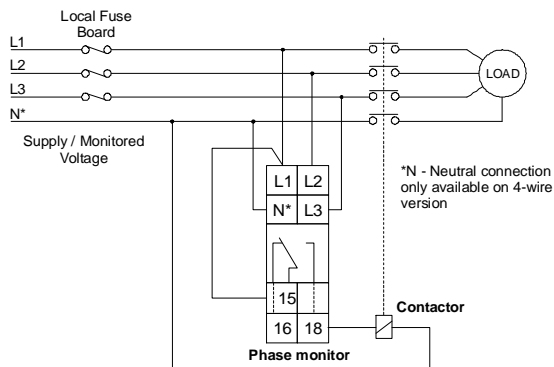 Local Fuse
Board
L1
L2
L3
N*
LOAD
Supply / Monitored
Voltage
*N - Neutral connection
only available on 4-wire
version
L1 L2
N* L3
15
16 18
Contactor
Phase monitor